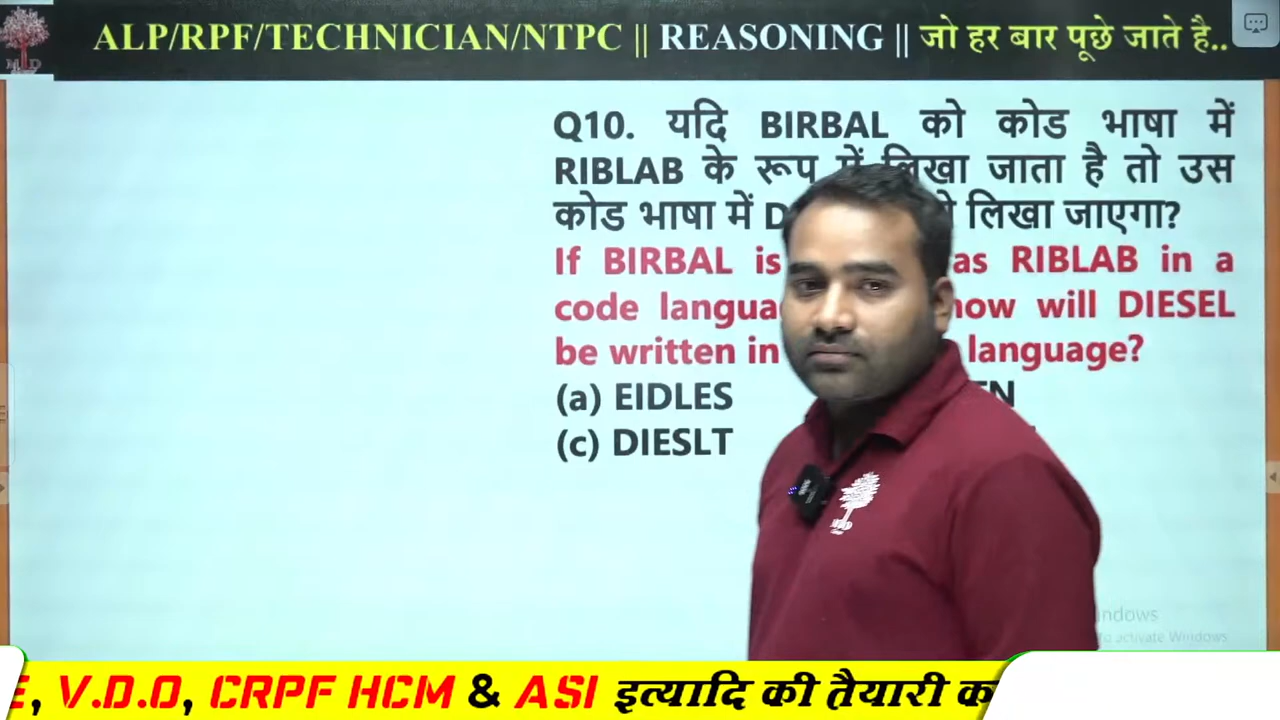 ALP/RPF/TECHNICIAN/NTPC || REASONING || जो हर बार पूछे जाते है..
Q10. यदि BIRBAL को कोड भाषा में
RIBLAB के रूप में लिखा जाता है तो उस
कोड भाषा में लिखा जाएगा?
If BIRBAL is as RIBLAB in a
code how will DIESEL
be written in language?
(a) EIDLES
(c) DIESLT
V.D.O, CRPF HCM & ASI इत्यादि की तैयारी